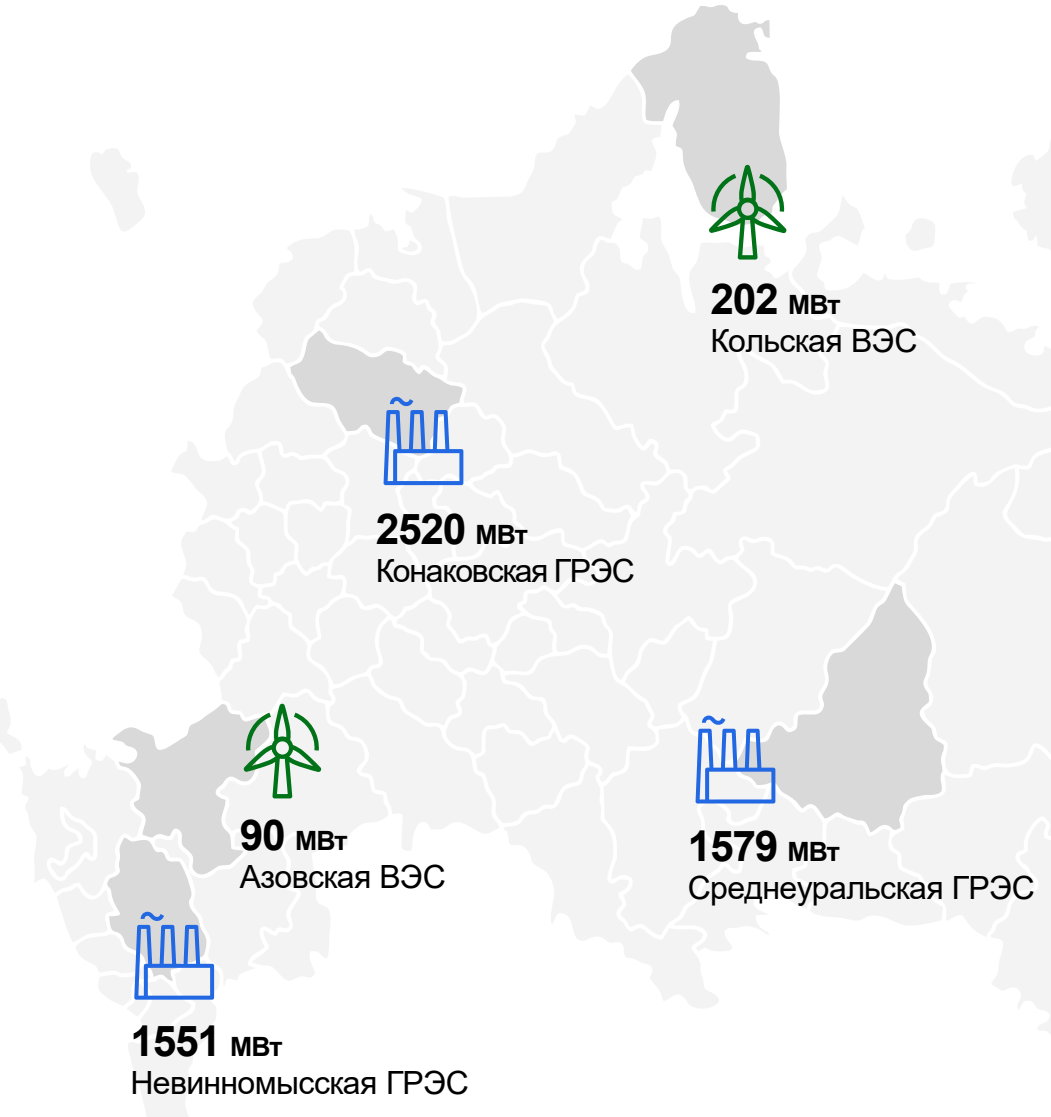 202 МВт
Кольская ВЭС
2520 МВт
Конаковская ГРЭС
90 МВт
Азовская ВЭС
1579 МВт
Среднеуральская ГРЭС
1551 МВт
Невинномысская ГРЭС